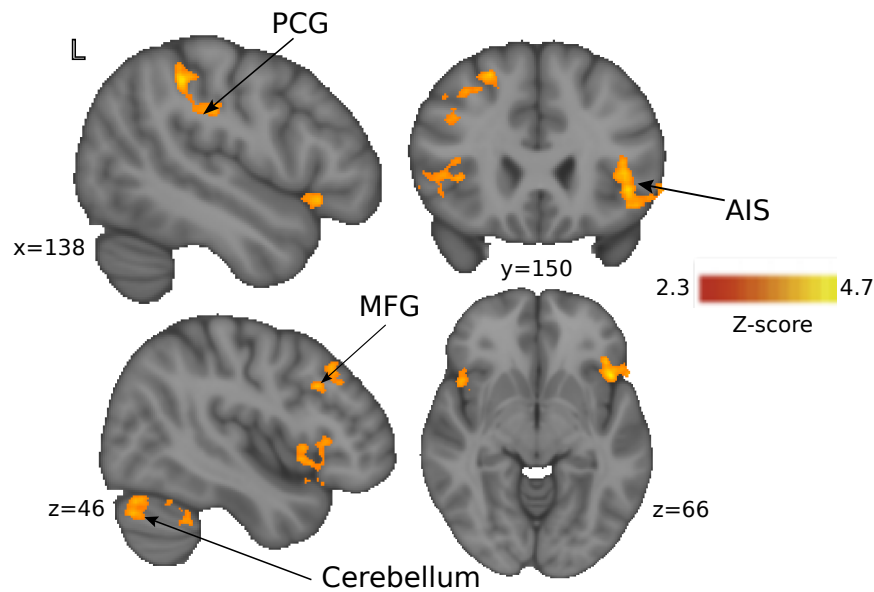 PCG
L
AIS
x=138
y=150
2.3
4.7
Z-score
MFG
z=46
z=66
Cerebellum